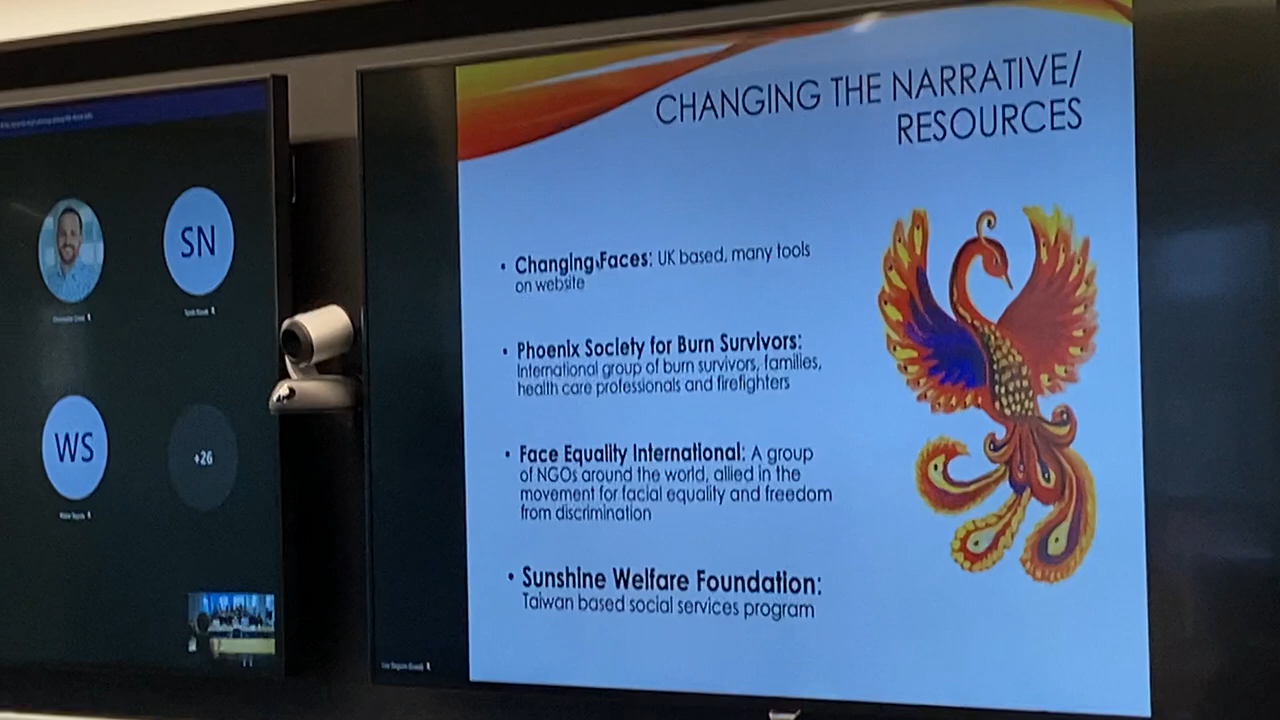 CHANGING THE NARRATIVE/
RESOURCES
• Changing Faces: UK based, many tools
on website
• Phoenix Society for Burn Survivors:
International group of burn survivors, families,
health care professionals and firefighters
• Face Equality International: A group
of NGOs around the world, allied in the
movement for facial equality and freedom
from discrimination
• Sunshine Welfare Foundation:
Taiwan based social services program
SN
WS
+26